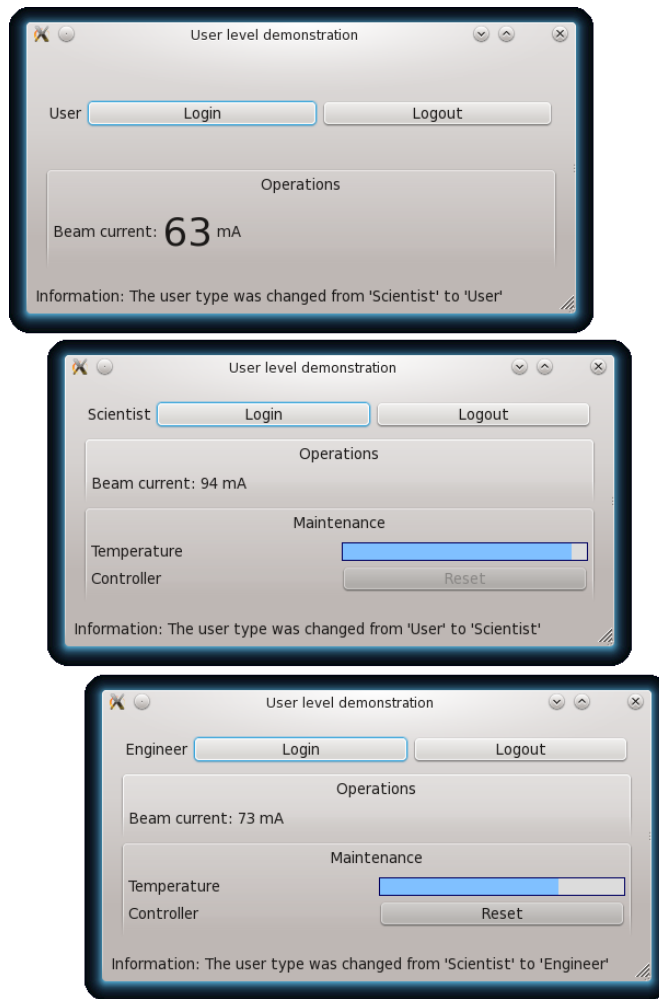 User level demonstration
User Login Logout
Operations
Beam current: 63 mA
Information: The user type was changed from 'Scientist' to 'User'
User level demonstration
Scientist Login Logout
Operations
Beam current: 94 mA
Maintenance
Temperature
Controller Reset
Information: The user type was changed from 'User' to 'Scientist'
User level demonstration
Engineer Login Logout
Operations
Beam current: 73 mA
Maintenance
Temperature
Controller Reset
Information: The user type was changed from 'Scientist' to 'Engineer'